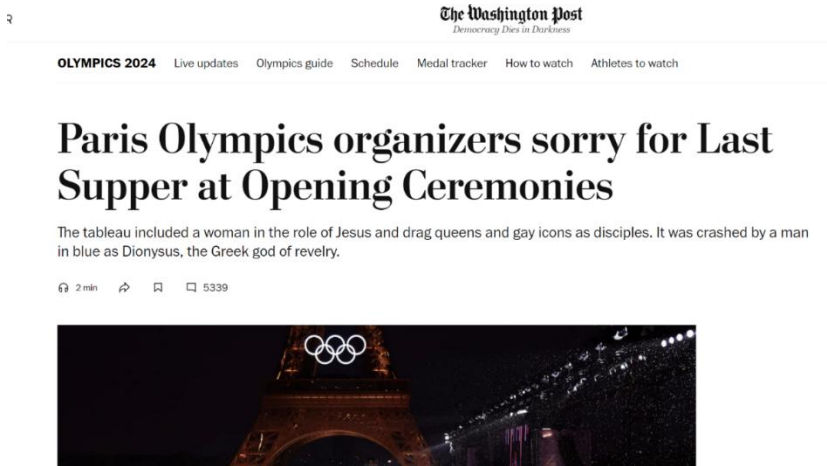 The Washington Post
Democracy Dies in Darkness
OLYMPICS 2024 Live updates Olympics guide Schedule Medal tracker How to watch Athletes to watch
Paris Olympics organizers sorry for Last
Supper at Opening Ceremonies
The tableau included a woman in the role of Jesus and drag queens and gay icons as disciples. It was crashed by a man
in blue as Dionysus, the Greek god of revelry.
2 min 5339